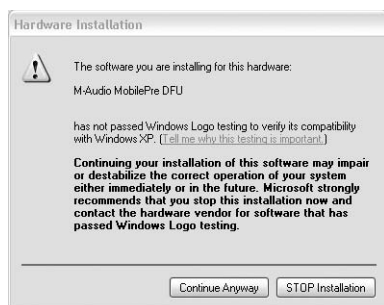 Hardware Installation
The software you are installing for this hardware:
M-Audio MobilePre DFU
has not passed Windows Logo testing to verify its compatibility
with Windows XP. (Tell me why this testing is important.)
Continuing your installation of this software may impair
or destabilize the correct operation of your system
either immediately or in the future. Microsoft strongly
recommends that you stop this installation now and
contact the hardware vendor for software that has
passed Windows Logo testing.
Continue Anyway
STOP Installation